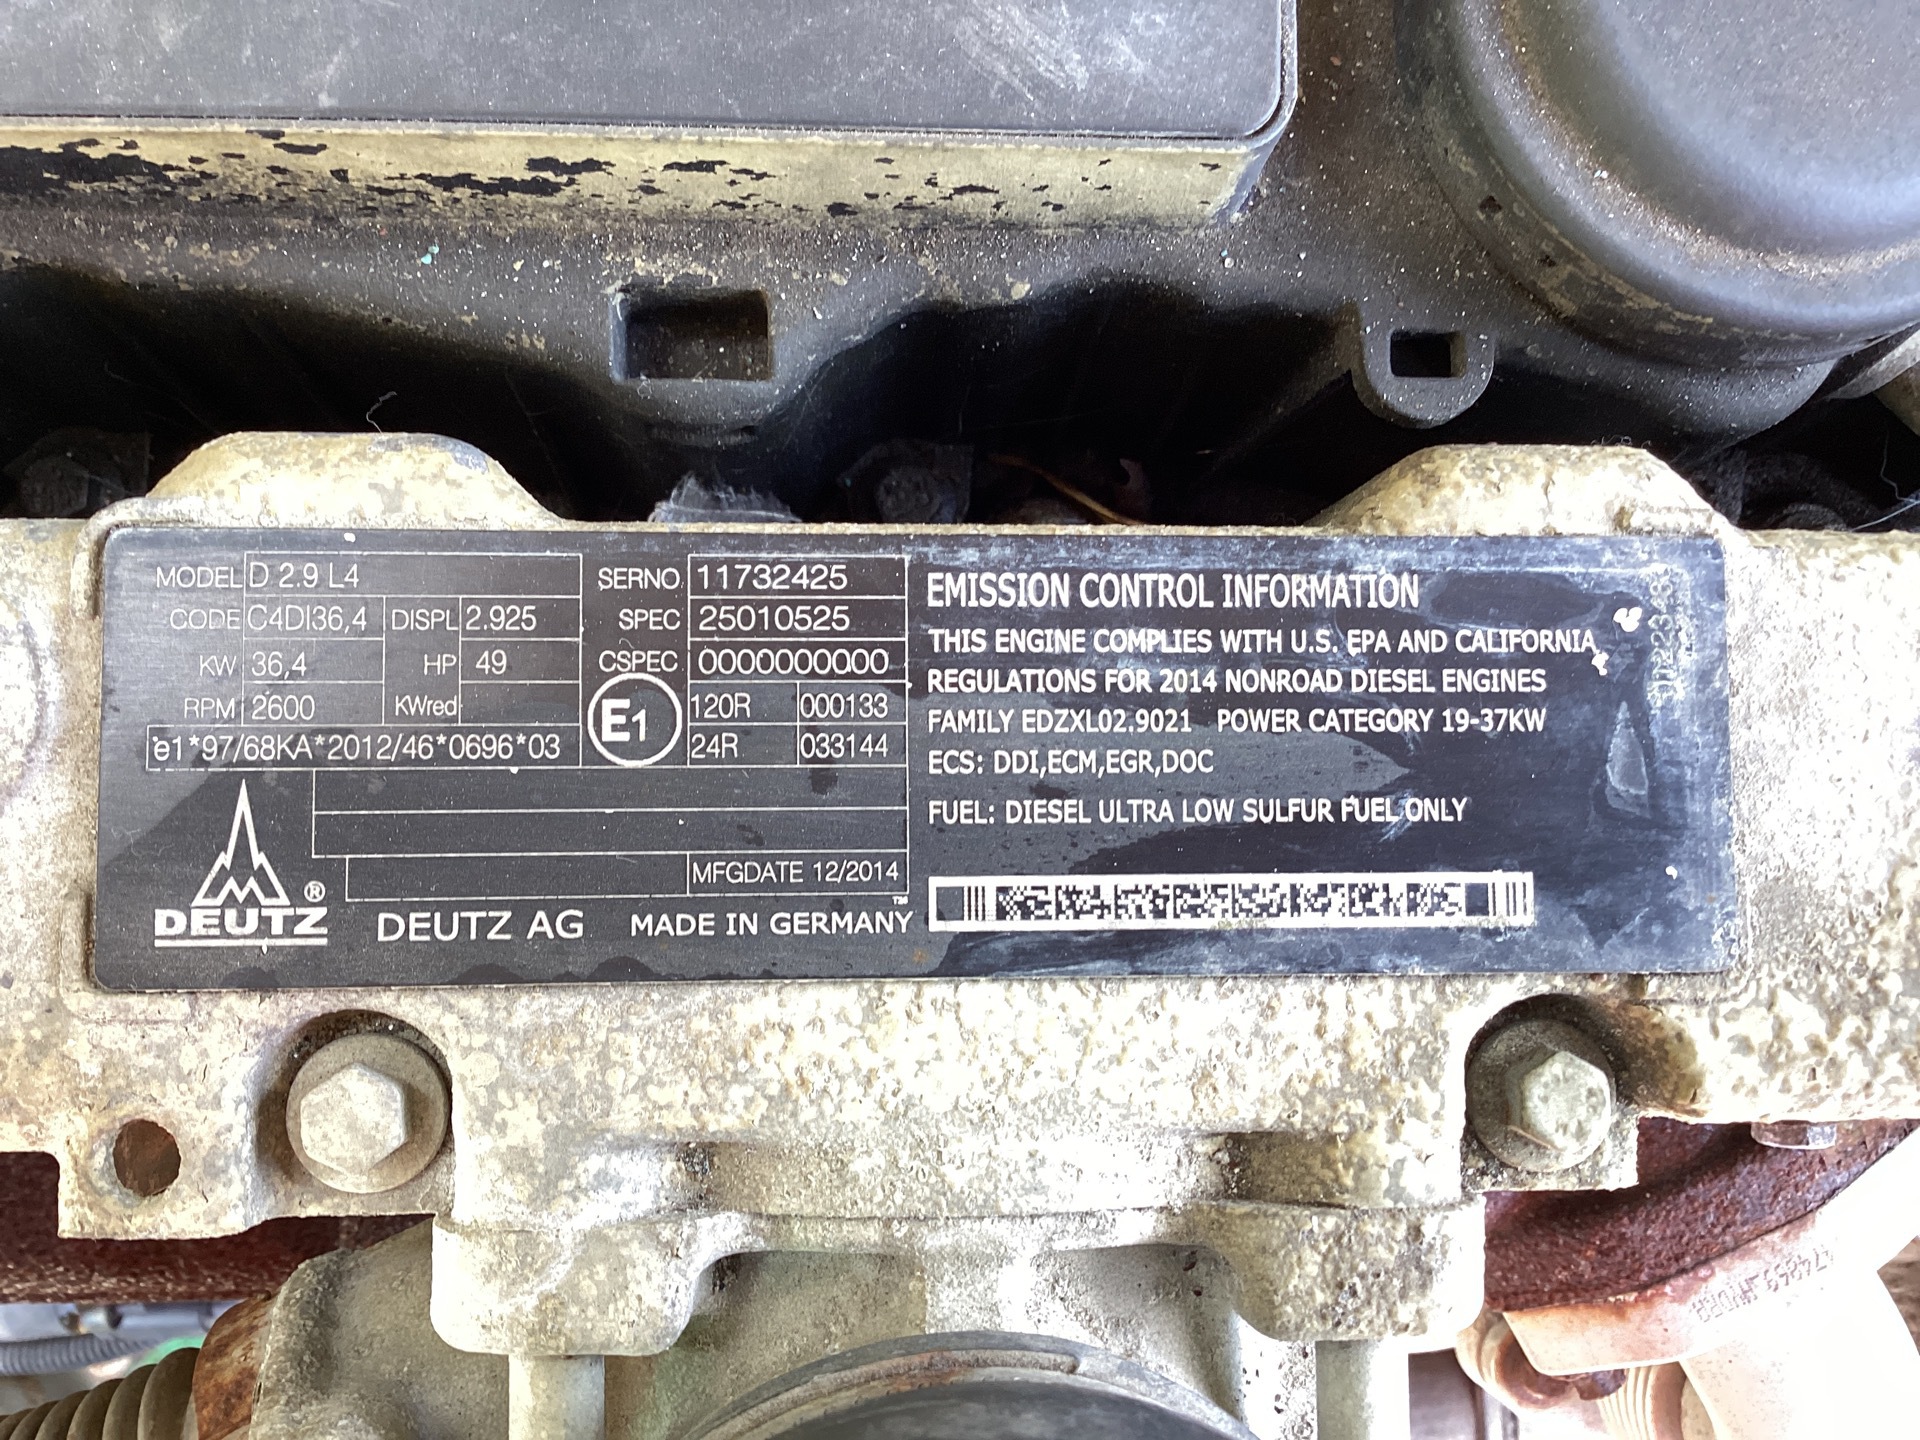 MODEL D 2.9 L4
CODE C4DI36,4 DISPL 2.925
KW 36,4 HP 49
RPM 2600 KWred
e1*97/68KA*2012/46*0696*03
SERNO 11732425
SPEC 25010525
CSPEC 0000000000
E1 120R 000133
24R 033144
MFGDATE 12/2014
DEUTZ ®
DEUTZ AG MADE IN GERMANY
EMISSION CONTROL INFORMATION
THIS ENGINE COMPLIES WITH U.S. EPA AND CALIFORNIA
REGULATIONS FOR 2014 NONROAD DIESEL ENGINES
FAMILY EDZXL02.9021 POWER CATEGORY 19-37KW
ECS: DDI,ECM,EGR,DOC
FUEL: DIESEL ULTRA LOW SULFUR FUEL ONLY